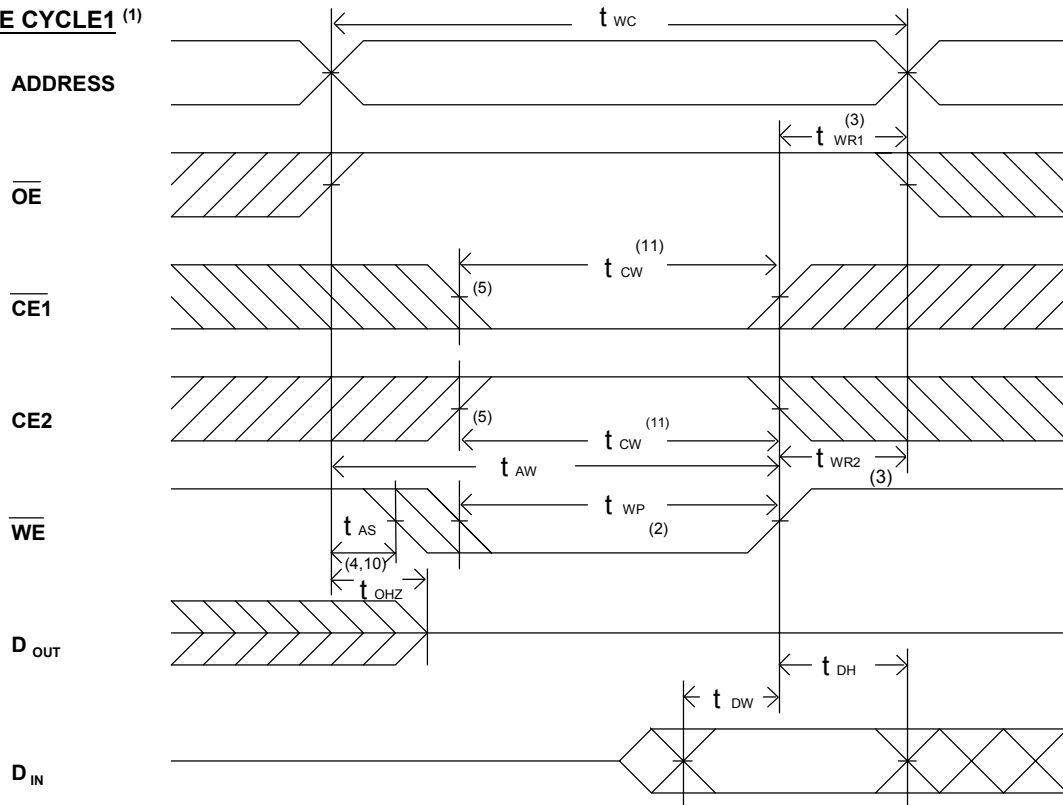 E CYCLE1 (1)
t WC
ADDRESS
t WR1 (3)
OE
t CW (11)
CE1
(5)
CE2
(5)
t CW (11)
t AW
t WR2 (3)
WE
t AS
t WP (2)
(4,10)
t OHZ
D OUT
t DH
t DW
D IN